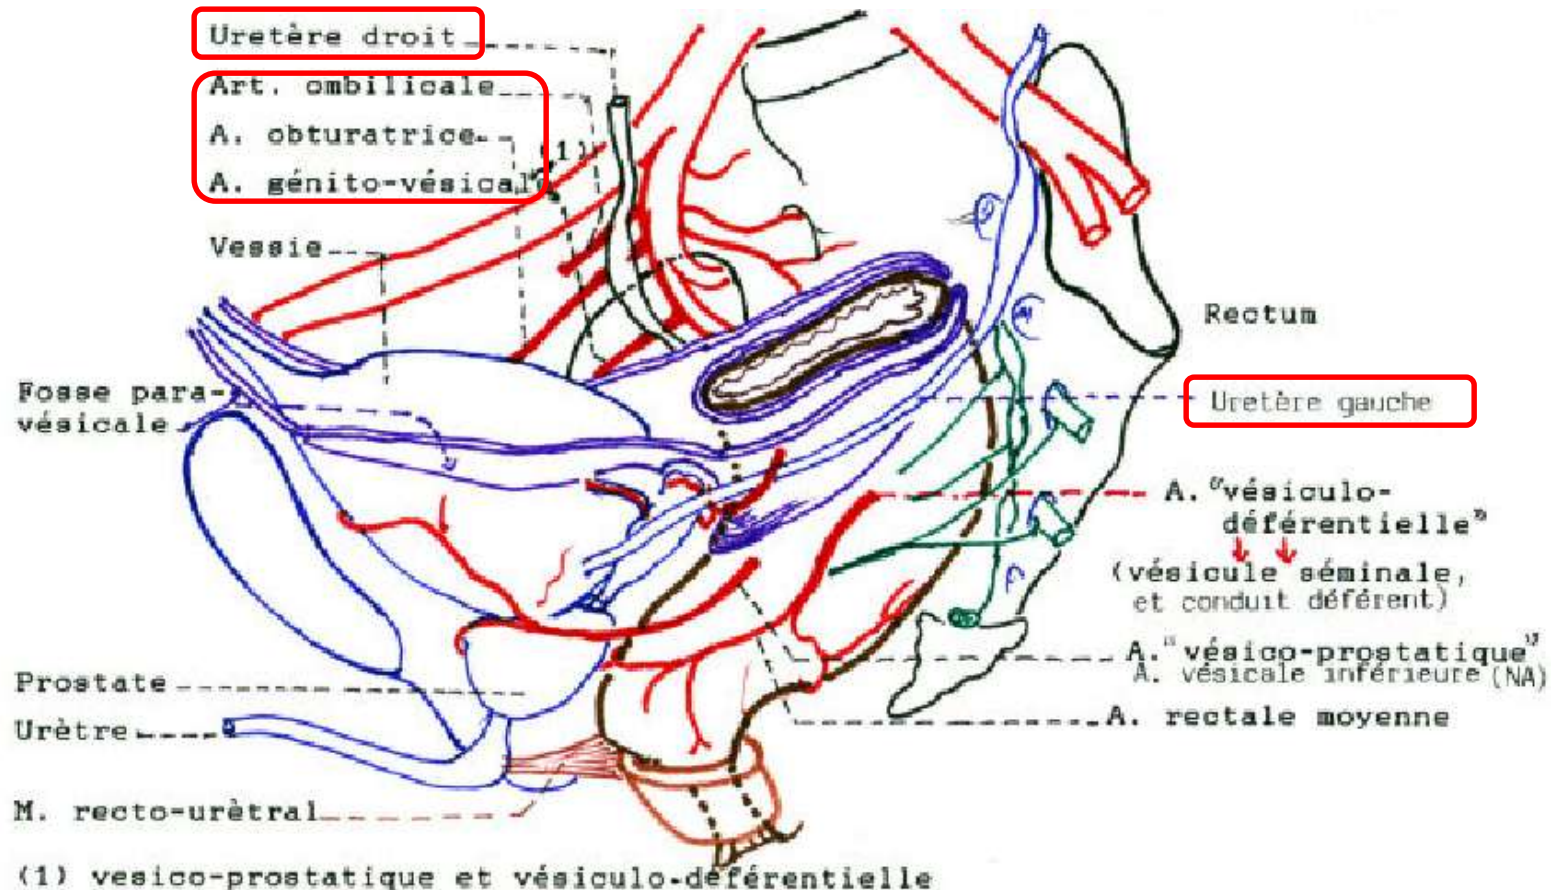 Uretère droit
Art. ombilicale
A. obturatrice
(1)
A. génito-vésical
Vessie
Rectum
Fosse para-
vésicale
Uretère gauche
A. "vésiculo-
déférentielle"
(vésicule séminale,
et conduit déférent)
A. "vésico-prostatique"
A. vésicale inférieure (NA)
Prostate
A. rectale moyenne
Urètre
M. recto-urètral
(1) vesico-prostatique et vésiculo-déférentielle